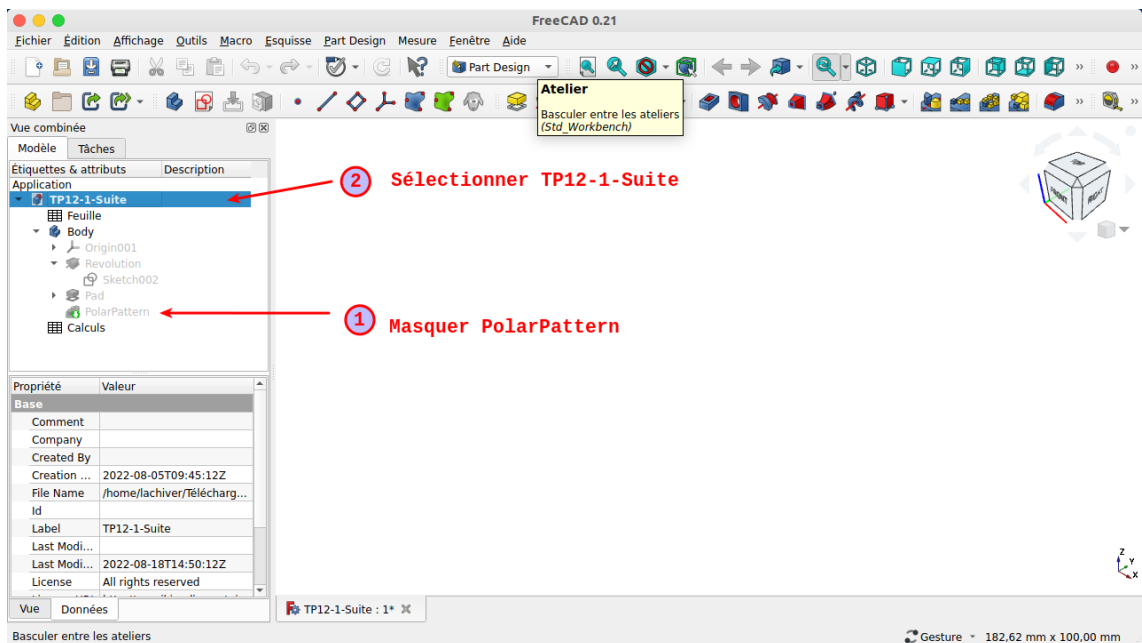 FreeCAD 0.21
Fichier Édition Affichage Outils Macro Esquisse Part Design Mesure Fenêtre Aide
Part Design
Atelier
Basculer entre les ateliers
(Std_Workbench)
Vue combinée
Modèle Tâches
Étiquettes & attributs Description
Application
TP12-1-Suite
Feuille
Body
Origin001
Revolution
Sketch002
Pad
PolarPattern
Calculs
2 Sélectionner TP12-1-Suite
1 Masquer PolarPattern
FRONT RIGHT
Propriété Valeur
Base
Comment
Company
Created By
Creation ... 2022-08-05T09:45:12Z
File Name /home/lachiver/Télécharg...
Id
Label TP12-1-Suite
Last Modi...
Last Modi... 2022-08-18T14:50:12Z
License All rights reserved
Vue Données
TP12-1-Suite : 1*
Z
Y
X
Basculer entre les ateliers
Gesture 182,62 mm x 100,00 mm